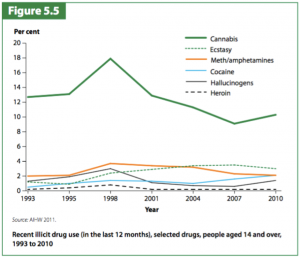 Figure 5.5
Per cent
20
18
16
14
12
10
8
6
4
2
0
Cannabis
Ecstasy
Meth/amphetamines
Cocaine
Hallucinogens
Heroin
1993 1995 1998 2001 2004 2007 2010
Year
Source: AIHW 2011.
Recent illicit drug use (in the last 12 months), selected drugs, people aged 14 and over,
1993 to 2010